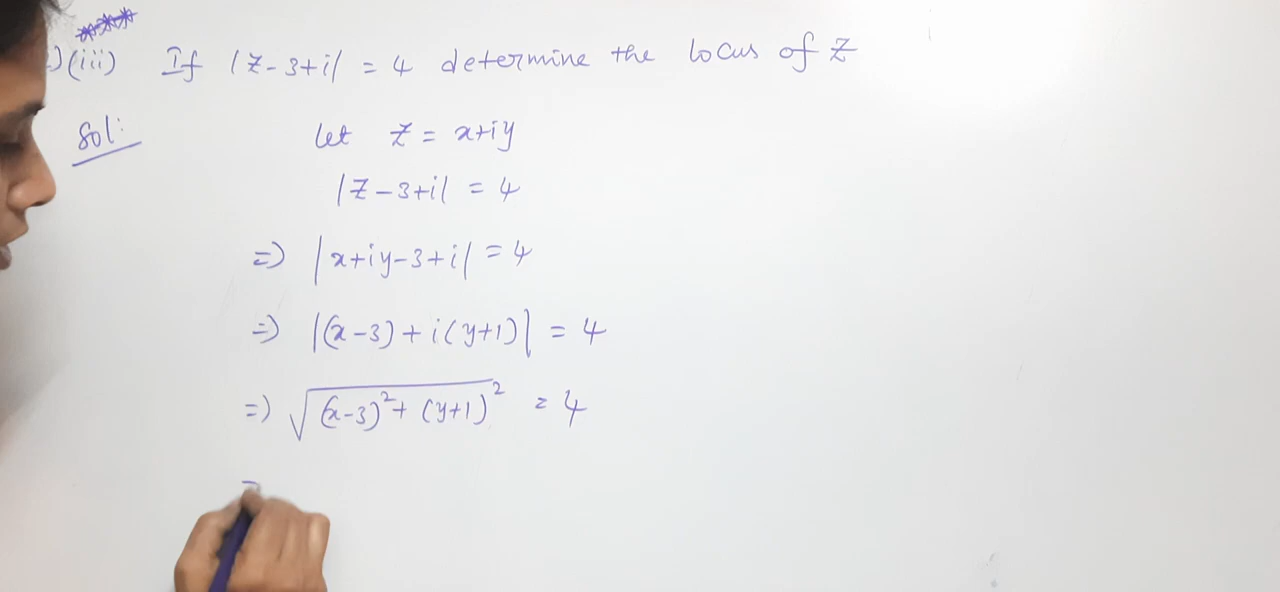 )(iii) If |z-3+i| = 4 determine the locus of z
Sol:
let z = x+iy
|z-3+i| = 4
=> |x+iy-3+i| = 4
=> |(x-3)+i(y+1)| = 4
=> √((x-3)²+(y+1)²) = 4